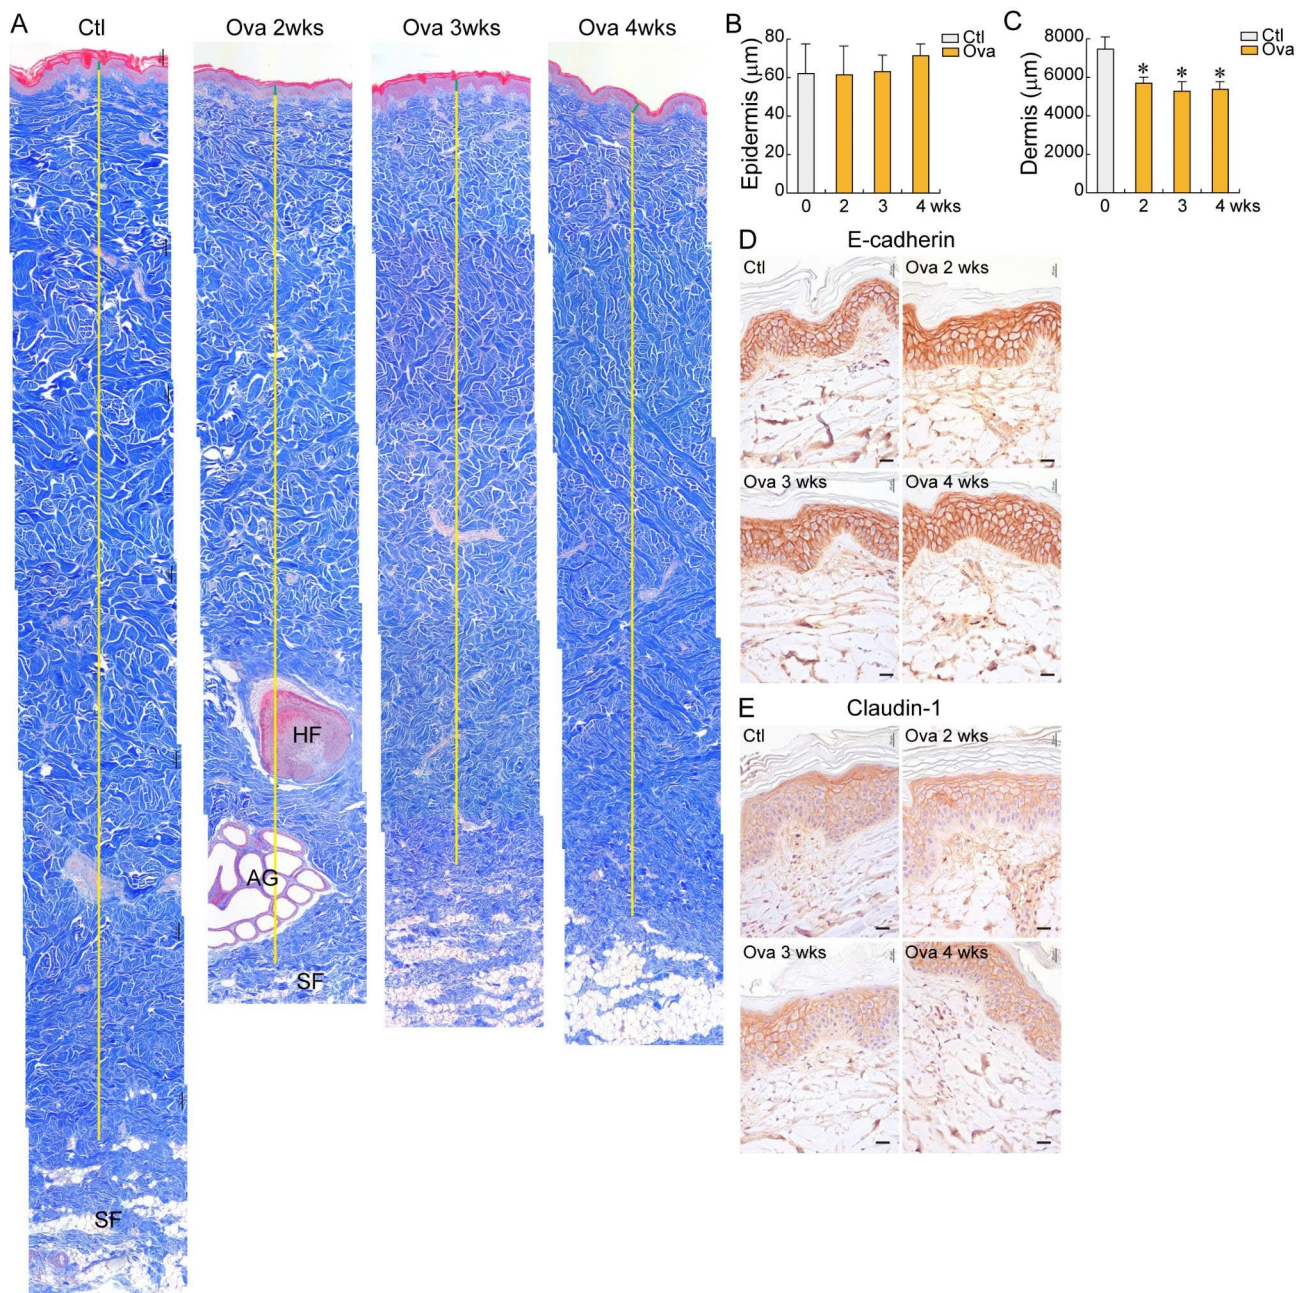 A
Ctl
Ova 2wks
Ova 3wks
Ova 4wks
HF
AG
SF
SF
B
Epidermis (μm)
80
60
40
20
0
0 2 3 4 wks
Ctl
Ova
C
Dermis (μm)
8000
6000
4000
2000
0
* * *
0 2 3 4 wks
Ctl
Ova
D
E-cadherin
Ctl
Ova 2 wks
Ova 3 wks
Ova 4 wks
E
Claudin-1
Ctl
Ova 2 wks
Ova 3 wks
Ova 4 wks